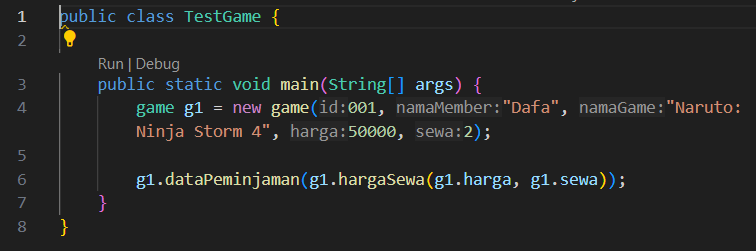 1 public class TestGame {
2
Run | Debug
3 public static void main(String[] args) {
4 game g1 = new game(id:001, namaMember:"Dafa", namaGame:"Naruto:
Ninja Storm 4", harga:50000, sewa:2);
5
6 g1.dataPeminjaman(g1.hargaSewa(g1.harga, g1.sewa));
7 }
8 }